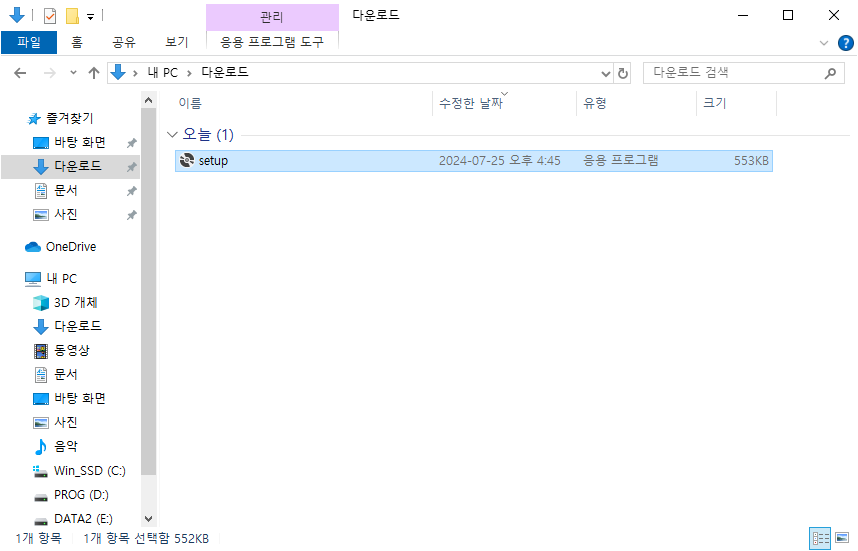 관리
다운로드
파일
홈
공유
보기
응용 프로그램 도구
?
내 PC
다운로드
다운로드 검색
이름
수정한 날짜
유형
크기
오늘 (1)
setup
2024-07-25 오후 4:45
응용 프로그램
553KB
즐겨찾기
바탕 화면
다운로드
문서
사진
OneDrive
내 PC
3D 개체
다운로드
동영상
문서
바탕 화면
사진
음악
Win_SSD (C:)
PROG (D:)
DATA2 (E:)
1개 항목
1개 항목 선택함 552KB